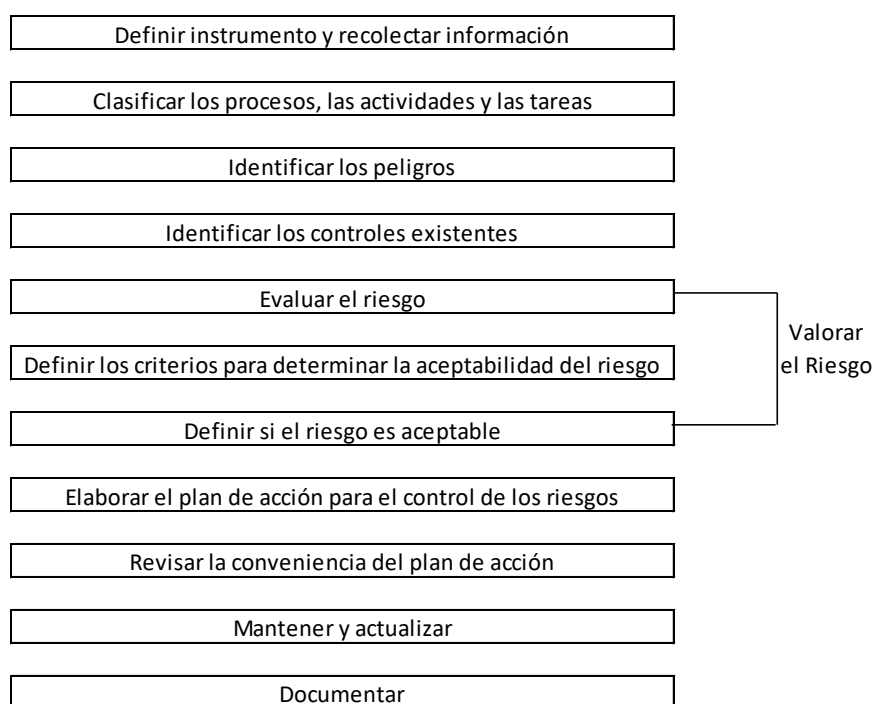 Definir instrumento y recolectar información
Clasificar los procesos, las actividades y las tareas
Identificar los peligros
Identificar los controles existentes
Evaluar el riesgo
Definir los criterios para determinar la aceptabilidad del riesgo
Definir si el riesgo es aceptable
Valorar
el Riesgo
Elaborar el plan de acción para el control de los riesgos
Revisar la conveniencia del plan de acción
Mantener y actualizar
Documentar